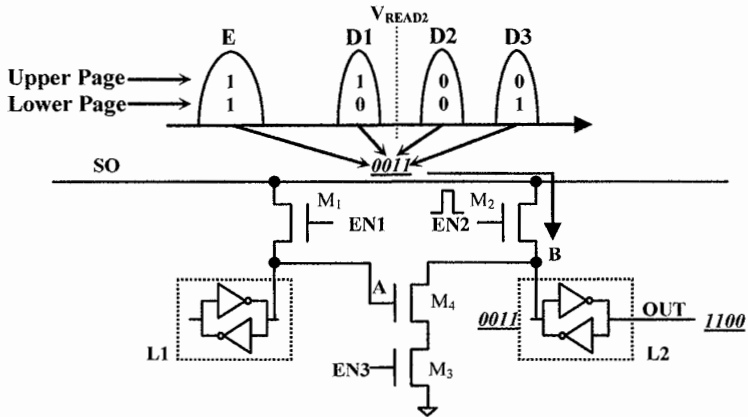 V_READ2
E D1 D2 D3
Upper Page 1 1 0 0
Lower Page 1 0 0 1
0011
SO
M1 EN1 EN2 M2
B
A M4
0011 OUT 1100
L1 EN3 M3 L2